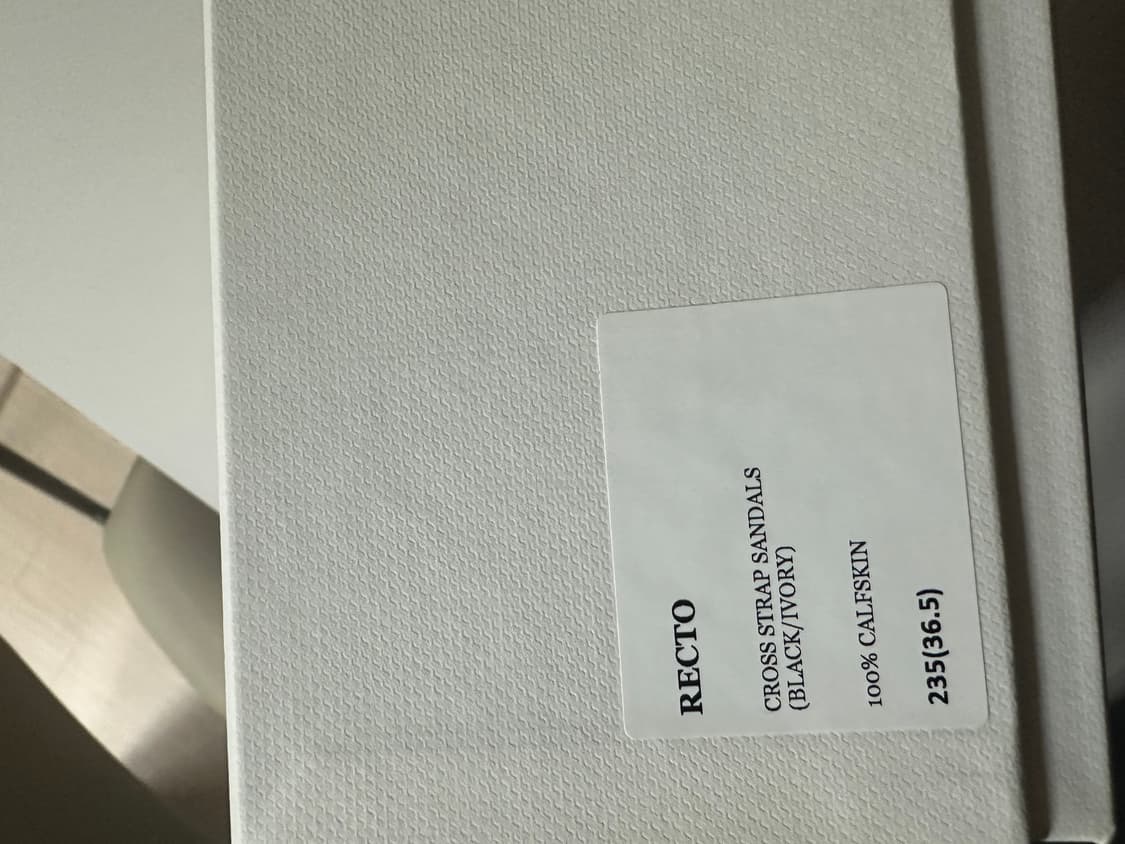 RECTO
CROSS STRAP SANDALS
(BLACK/IVORY)
100% CALFSKIN
235(36.5)